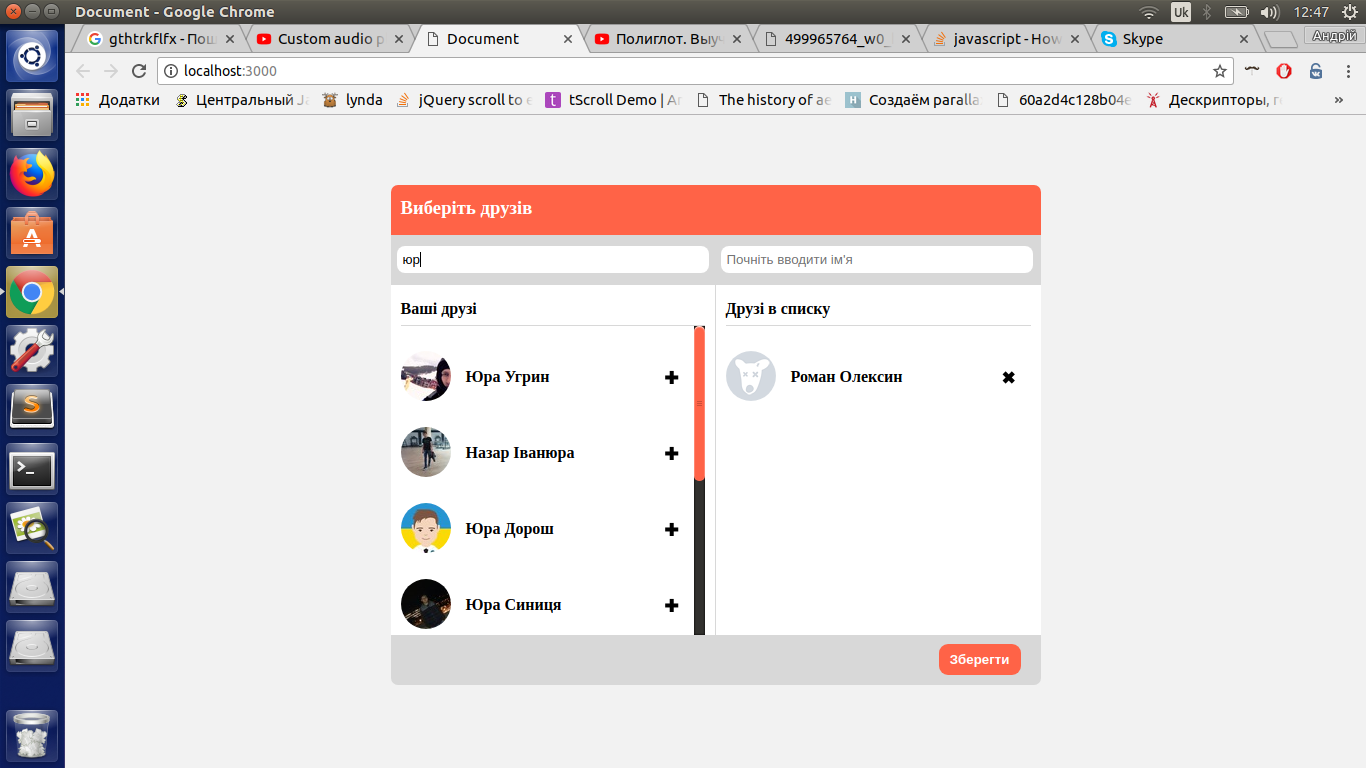 Document - Google Chrome
Uk
12:47
gthtrkflfx - Пош
Custom audio p
Document
Полиглот. Выуч
499965764_w0_
javascript - How
Skype
Андрій
localhost:3000
Додатки
Центральный Ja
lynda
jQuery scroll to e
tScroll Demo | Ar
The history of ae
Создаём paralla
60a2d4c128b04e
Дескрипторы, г
»
Виберіть друзів
юр
Почніть вводити ім'я
Ваші друзі
Друзі в списку
Юра Угрин
Роман Олексин
Назар Іванюра
Юра Дорош
Юра Синиця
Зберегти